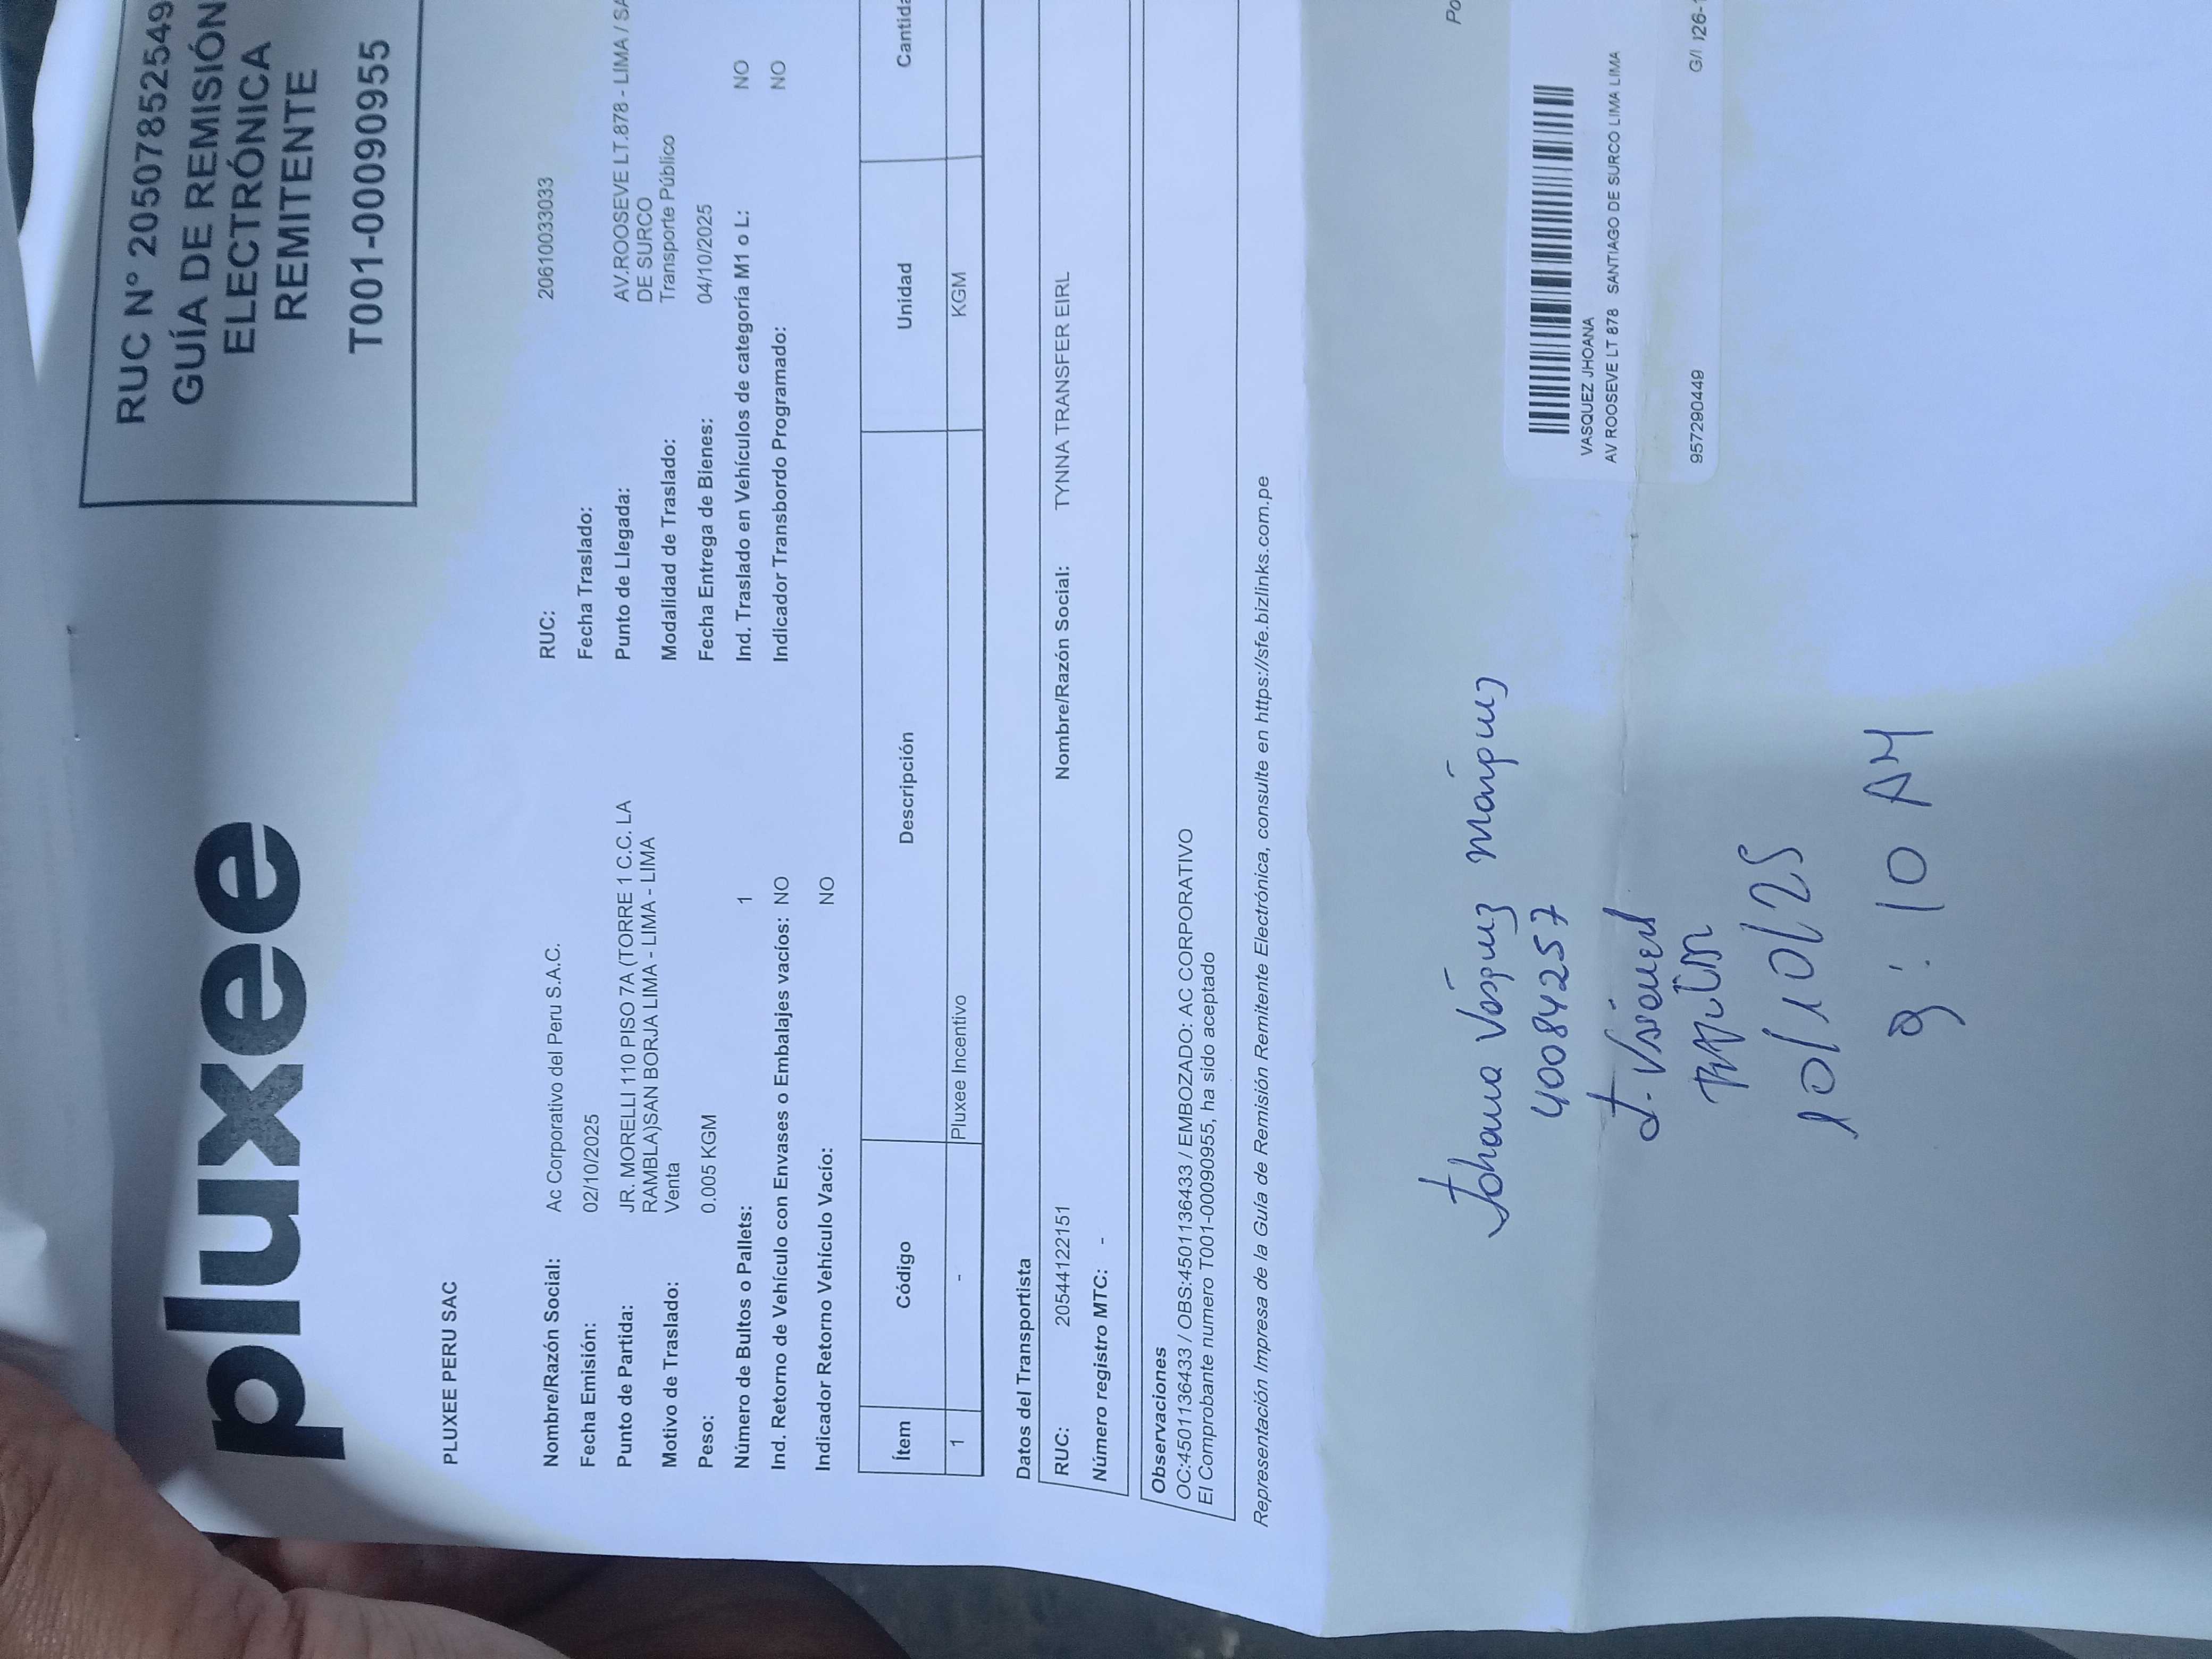 pluxee
RUC N° 20507852549
GUÍA DE REMISIÓN
ELECTRÓNICA
REMITENTE
T001-00090955
PLUXEE PERU SAC
Nombre/Razón Social: Ac Corporativo del Peru S.A.C. RUC: 20610033033
Fecha Emisión: 02/10/2025 Fecha Traslado:
Punto de Partida: JR. MORELLI 110 PISO 7A (TORRE 1 C.C. LA Punto de Llegada: AV.ROOSEVE LT.878 - LIMA / SA
RAMBLA)SAN BORJA LIMA - LIMA - LIMA DE SURCO
Motivo de Traslado: Venta Modalidad de Traslado: Transporte Público
Peso: 0.005 KGM Fecha Entrega de Bienes: 04/10/2025
Número de Bultos o Pallets: 1 Ind. Traslado en Vehículos de categoría M1 o L: NO
Ind. Retorno de Vehículo con Envases o Embalajes vacíos: NO Indicador Transbordo Programado: NO
Indicador Retorno Vehículo Vacío: NO
Ítem Código Descripción Unidad Cantida
1 - Pluxee Incentivo KGM
Datos del Transportista
RUC: 20544122151 Nombre/Razón Social: TYNNA TRANSFER EIRL
Número registro MTC: -
Observaciones
OC:4501136433 / OBS:4501136433 / EMBOZADO: AC CORPORATIVO
El Comprobante numero T001-00090955, ha sido aceptado
Representación Impresa de la Guía de Remisión Remitente Electrónica, consulte en https://sfe.bizlinks.com.pe
Po
VASQUEZ JHOANA
AV ROOSEVE LT 878 SANTIAGO DE SURCO LIMA LIMA
957290449
Johana Vásquez Márquez
40084257
10/10/25
9:10 AM